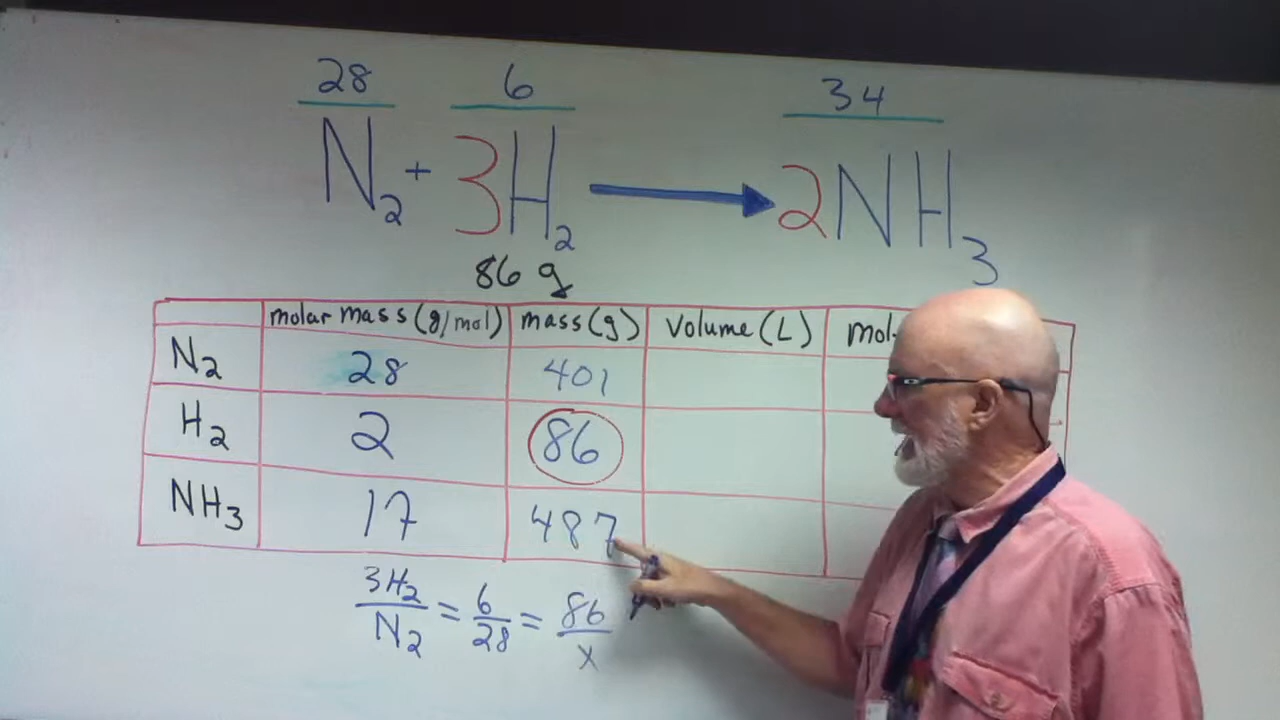 28 6 34
N2 + 3H2 → 2NH3
86 g
molar mass (g/mol) mass (g) Volume (L) mol
N2 28 401
H2 2 86
NH3 17 487
3H2/N2 = 6/28 = 86/x